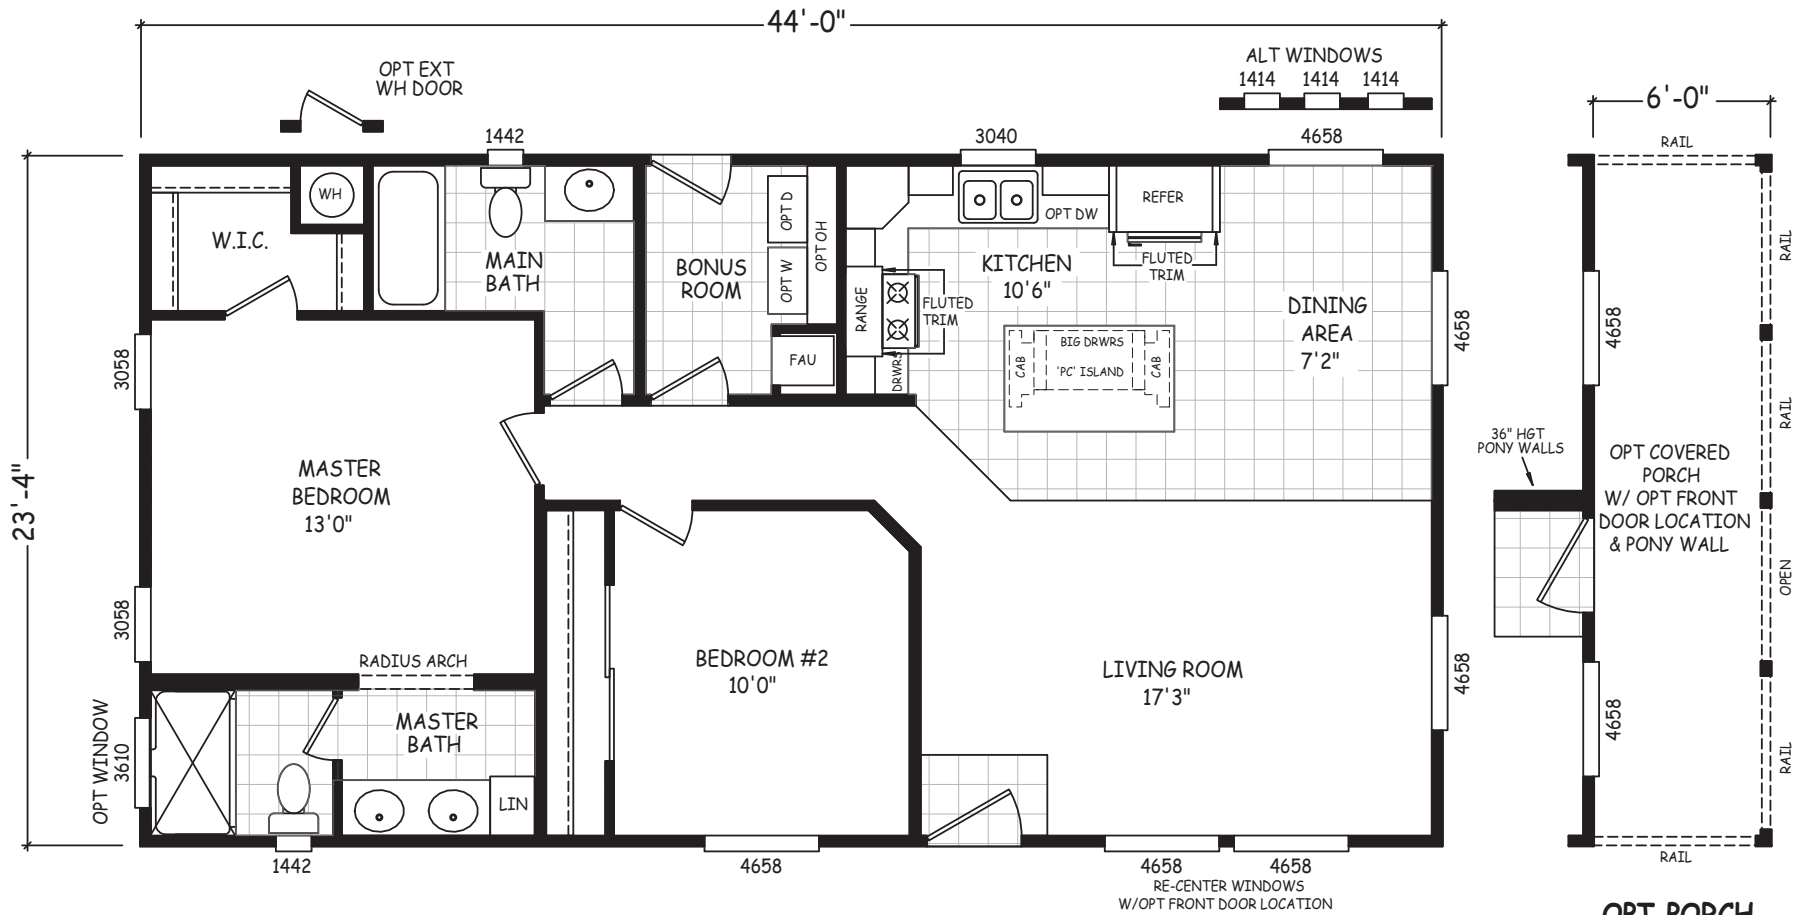 44'-0"
OPT EXT
WH DOOR
ALT WINDOWS
1414 1414 1414
6'-0"
1442
3040
4658
RAIL
WH
W.I.C.
MAIN
BATH
BONUS
ROOM
OPT D
OPT W
OPT OH
FAU
OPT DW
REFER
FLUTED
TRIM
KITCHEN
10'6"
RANGE
FLUTED
TRIM
DRWRS
CAB
BIG DRWRS
'PC' ISLAND
CAB
DINING
AREA
7'2"
4658
4658
RAIL
RAIL
3058
23'-4"
MASTER
BEDROOM
13'0"
36" HGT
PONY WALLS
OPT COVERED
PORCH
W/ OPT FRONT
DOOR LOCATION
& PONY WALL
OPEN
3058
RADIUS ARCH
BEDROOM #2
10'0"
LIVING ROOM
17'3"
4658
4658
RAIL
OPT WINDOW
3610
MASTER
BATH
LIN
1442
4658
4658
4658
RE-CENTER WINDOWS
W/OPT FRONT DOOR LOCATION
RAIL
OPT PORCH